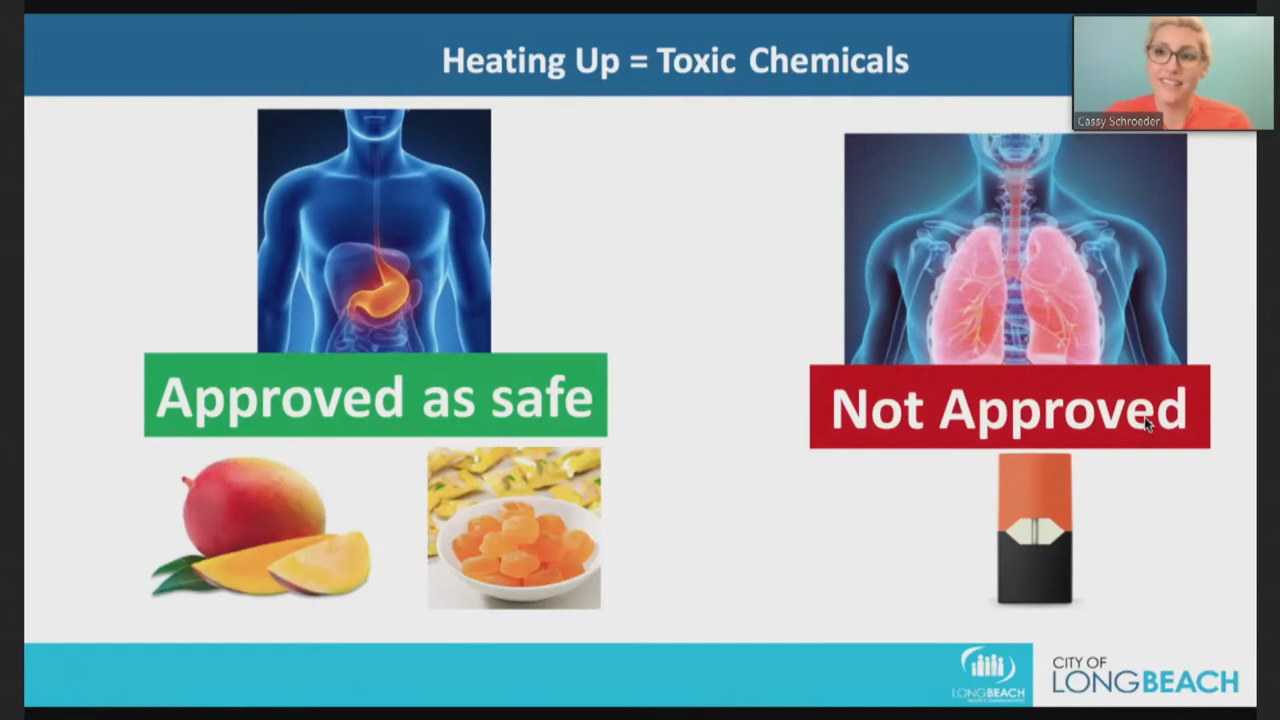 Heating Up = Toxic Chemicals
Cassy Schroeder
Approved as safe
Not Approved
LONGBEACH
CITY OF
LONGBEACH